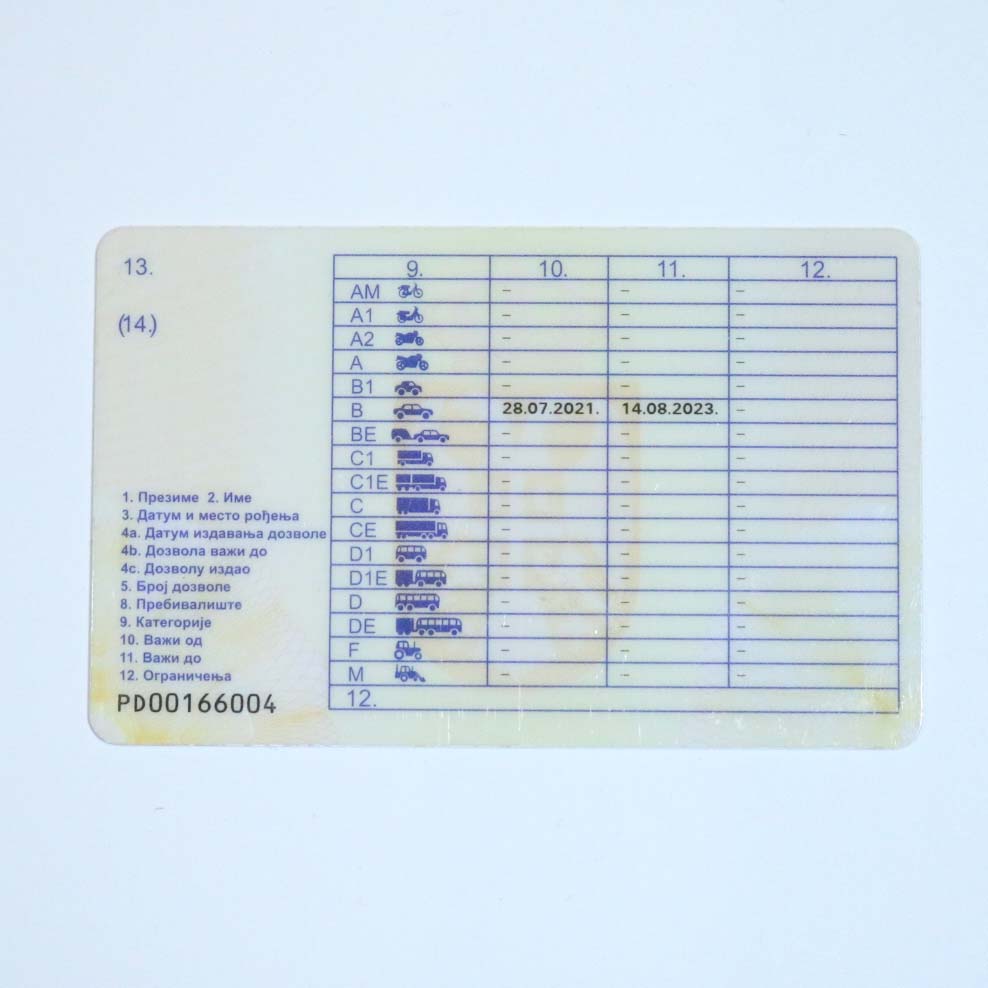 13.
(14.)
1. Презиме 2. Име
3. Датум и место рођења
4a. Датум издавања дозволе
4b. Дозвола важи до
4c. Дозволу издао
5. Број дозволе
8. Пребивалиште
9. Категорије
10. Важи од
11. Важи до
12. Ограничења
PD00166004
9. 10. 11. 12.
AM – – –
A1 – – –
A2 – – –
A – – –
B1 – – –
B 28.07.2021. 14.08.2023. –
BE – – –
C1 – – –
C1E – – –
C – – –
CE – – –
D1 – – –
D1E – – –
D – – –
DE – – –
F – – –
M – – –
12.